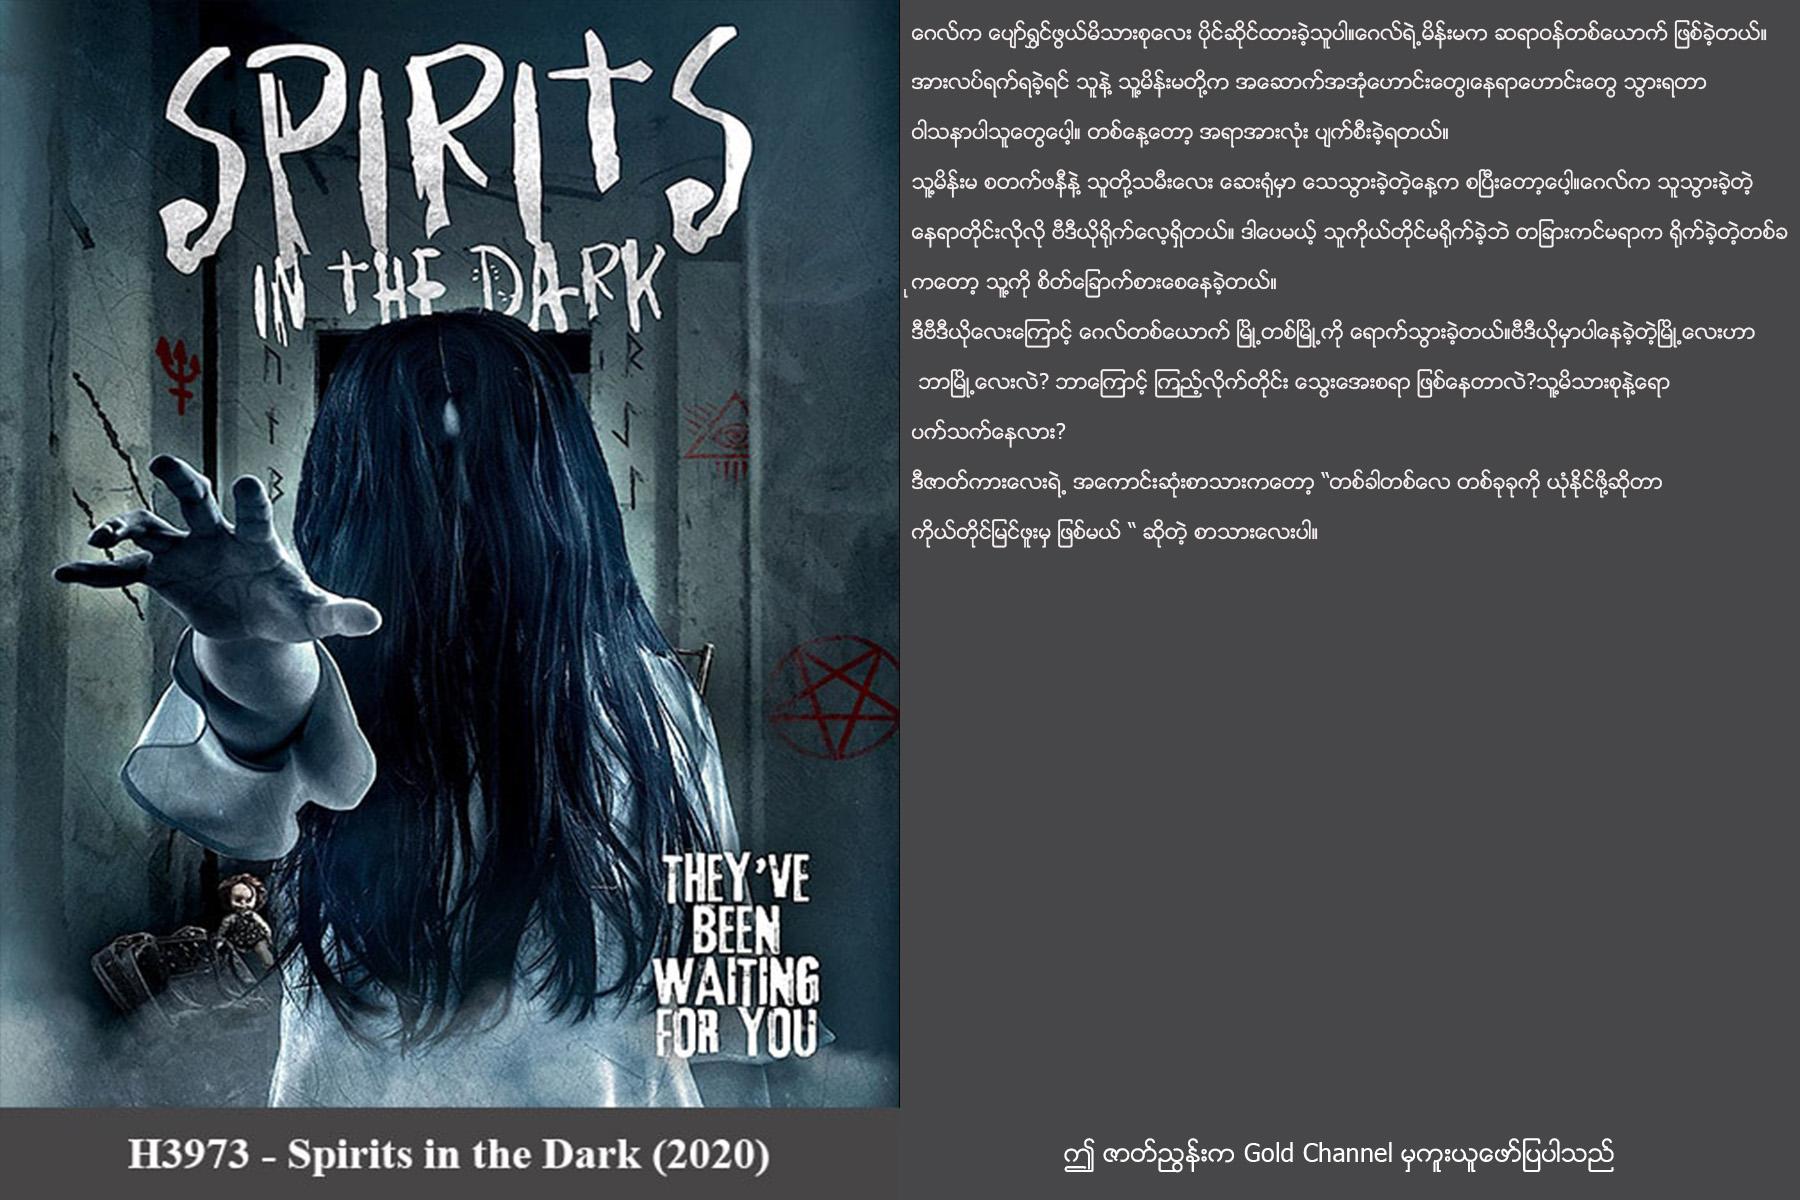 SPIRITS
IN THE DARK
THEY'VE
BEEN
WAITING
FOR YOU
H3973 - Spirits in the Dark (2020)
ဂေလ်က ပျော်ရွှင်ဖွယ်မိသားစုလေး ပိုင်ဆိုင်ထားခဲ့သူပါ။ဂေလ်ရဲ့မိန်းမက ဆရာဝန်တစ်ယောက် ဖြစ်ခဲ့တယ်။
အားလပ်ရက်ရခဲ့ရင် သူနဲ့ သူ့မိန်းမတို့က အဆောက်အအုံဟောင်းတွေ၊နေရာဟောင်းတွေ သွားရတာ
ဝါသနာပါသူတွေပေါ့။ တစ်နေ့တော့ အရာအားလုံး ပျက်စီးခဲ့ရတယ်။
သူ့မိန်းမ စတက်ဖနီနဲ့ သူတို့သမီးလေး ဆေးရုံမှာ သေသွားခဲ့တဲ့နေ့က စပြီးတော့ပေါ့။ဂေလ်က သူသွားခဲ့တဲ့
နေရာတိုင်းလိုလို ဗီဒီယိုရိုက်လေ့ရှိတယ်။ ဒါပေမယ့် သူကိုယ်တိုင်မရိုက်ခဲ့ဘဲ တခြားကင်မရာက ရိုက်ခဲ့တဲ့တစ်ခ
ုကတော့ သူ့ကို စိတ်ခြောက်စားစေနေခဲ့တယ်။
ဒီဗီဒီယိုလေးကြောင့် ဂေလ်တစ်ယောက် မြို့တစ်မြို့ကို ရောက်သွားခဲ့တယ်။ဗီဒီယိုမှာပါနေခဲ့တဲ့မြို့လေးဟာ
ဘာမြို့လေးလဲ? ဘာကြောင့် ကြည့်လိုက်တိုင်း သွေးအေးစရာ ဖြစ်နေတာလဲ?သူ့မိသားစုနဲ့ရော
ပက်သက်နေလား?
ဒီဇာတ်ကားလေးရဲ့ အကောင်းဆုံးစာသားကတော့ “တစ်ခါတစ်လေ တစ်ခုခုကို ယုံနိုင်ဖို့ဆိုတာ
ကိုယ်တိုင်မြင်ဖူးမှ ဖြစ်မယ် “ ဆိုတဲ့ စာသားလေးပါ။
ဤ ဇာတ်ညွှန်းက Gold Channel မှကူးယူဖော်ပြပါသည်